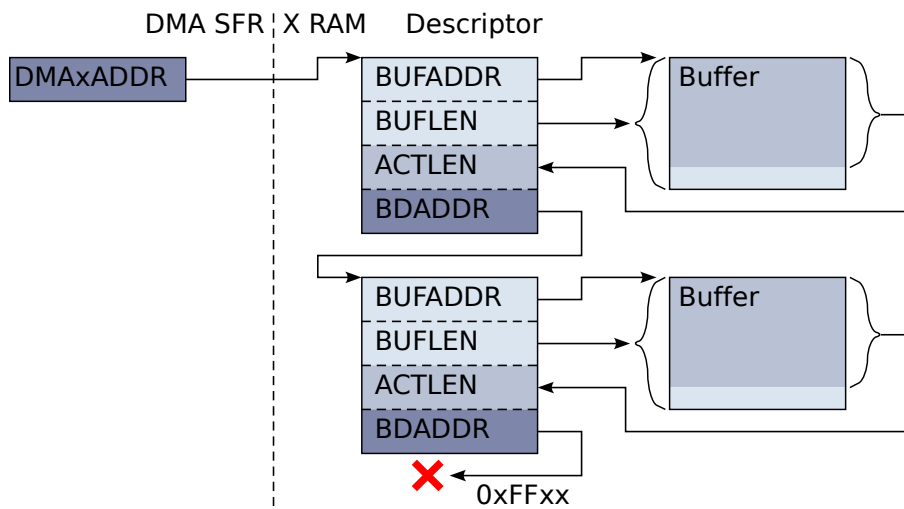 DMA SFR
X RAM
Descriptor
DMAxADDR
BUFADDR
BUFLEN
ACTLEN
BDADDR
Buffer
BUFADDR
BUFLEN
ACTLEN
BDADDR
Buffer
0xFFxx